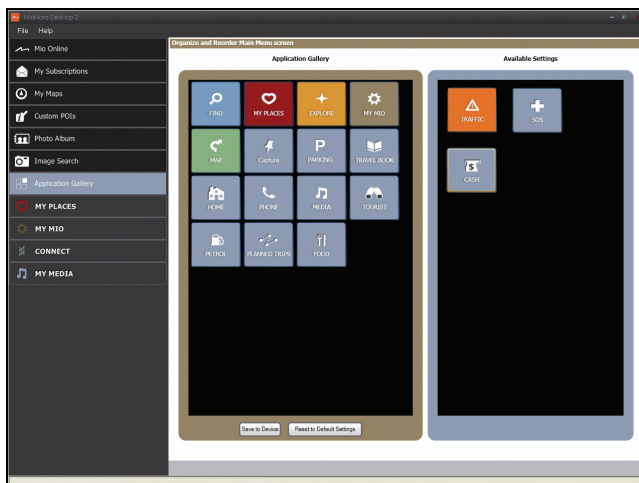 MioMore Desktop 2
File Help
Mio Online
My Subscriptions
My Maps
Custom POIs
Photo Album
Image Search
Application Gallery
MY PLACES
MY MIO
CONNECT
MY MEDIA
Organize and Reorder Main Menu screen
Application Gallery
FIND MY PLACES EXPLORE MY MIO
MAP Capture PARKING TRAVEL BOOK
HOME PHONE MEDIA TOURIST
PETROL PLANNED TRIPS FOOD
Save to Device Reset to Default Settings
Available Settings
TRAFFIC SOS
CASH